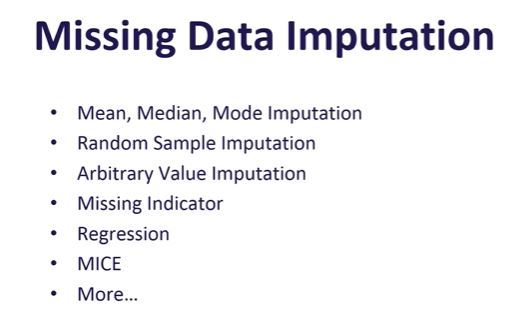 Missing Data Imputation
• Mean, Median, Mode Imputation
• Random Sample Imputation
• Arbitrary Value Imputation
• Missing Indicator
• Regression
• MICE
• More...